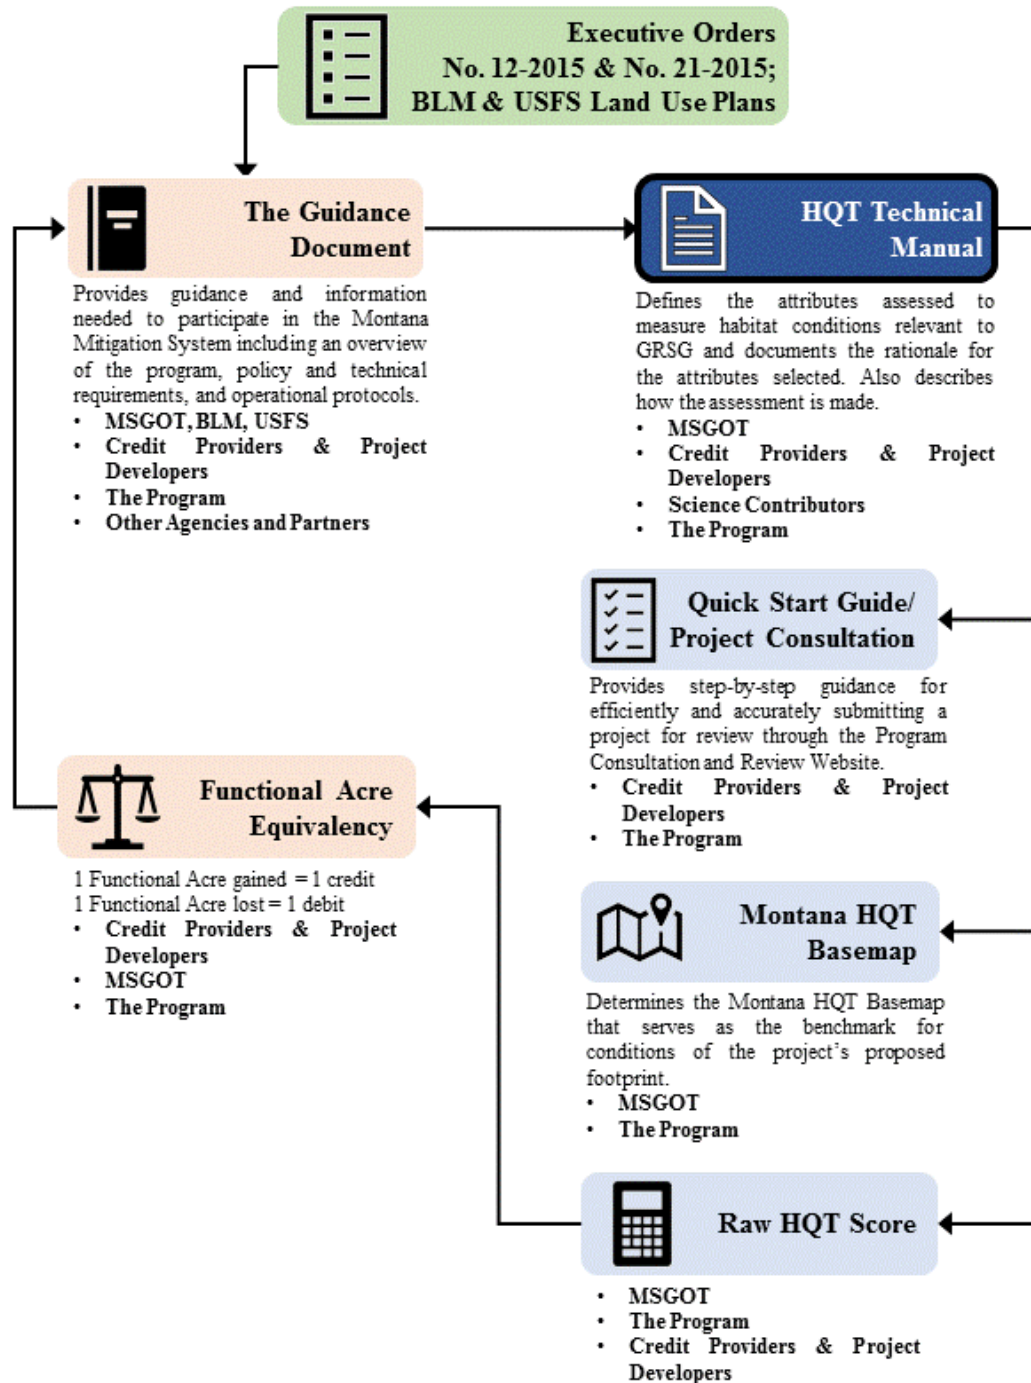 Executive Orders
No. 12-2015 & No. 21-2015;
BLM & USFS Land Use Plans
The Guidance
Document
Provides guidance and information
needed to participate in the Montana
Mitigation System including an overview
of the program, policy and technical
requirements, and operational protocols.
• MSGOT, BLM, USFS
• Credit Providers & Project
Developers
• The Program
• Other Agencies and Partners
HQT Technical
Manual
Defines the attributes assessed to
measure habitat conditions relevant to
GRSG and documents the rationale for
the attributes selected. Also describes
how the assessment is made.
• MSGOT
• Credit Providers & Project
Developers
• Science Contributors
• The Program
Quick Start Guide/
Project Consultation
Provides step-by-step guidance for
efficiently and accurately submitting a
project for review through the Program
Consultation and Review Website.
• Credit Providers & Project
Developers
• The Program
Functional Acre
Equivalency
1 Functional Acre gained = 1 credit
1 Functional Acre lost = 1 debit
• Credit Providers & Project
Developers
• MSGOT
• The Program
Montana HQT
Basemap
Determines the Montana HQT Basemap
that serves as the benchmark for
conditions of the project's proposed
footprint.
• MSGOT
• The Program
Raw HQT Score
• MSGOT
• The Program
• Credit Providers & Project
Developers